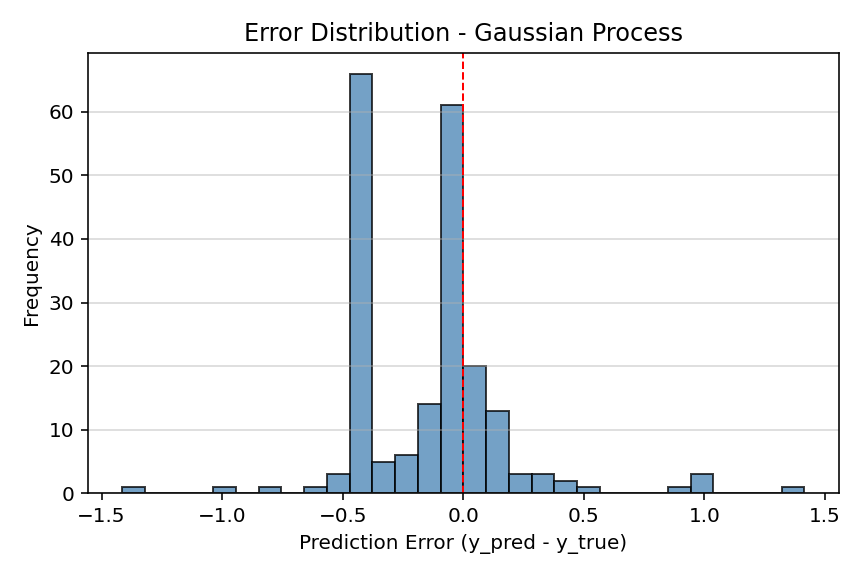 Error Distribution - Gaussian Process
Frequency
60
50
40
30
20
10
0
−1.5 −1.0 −0.5 0.0 0.5 1.0 1.5
Prediction Error (y_pred - y_true)